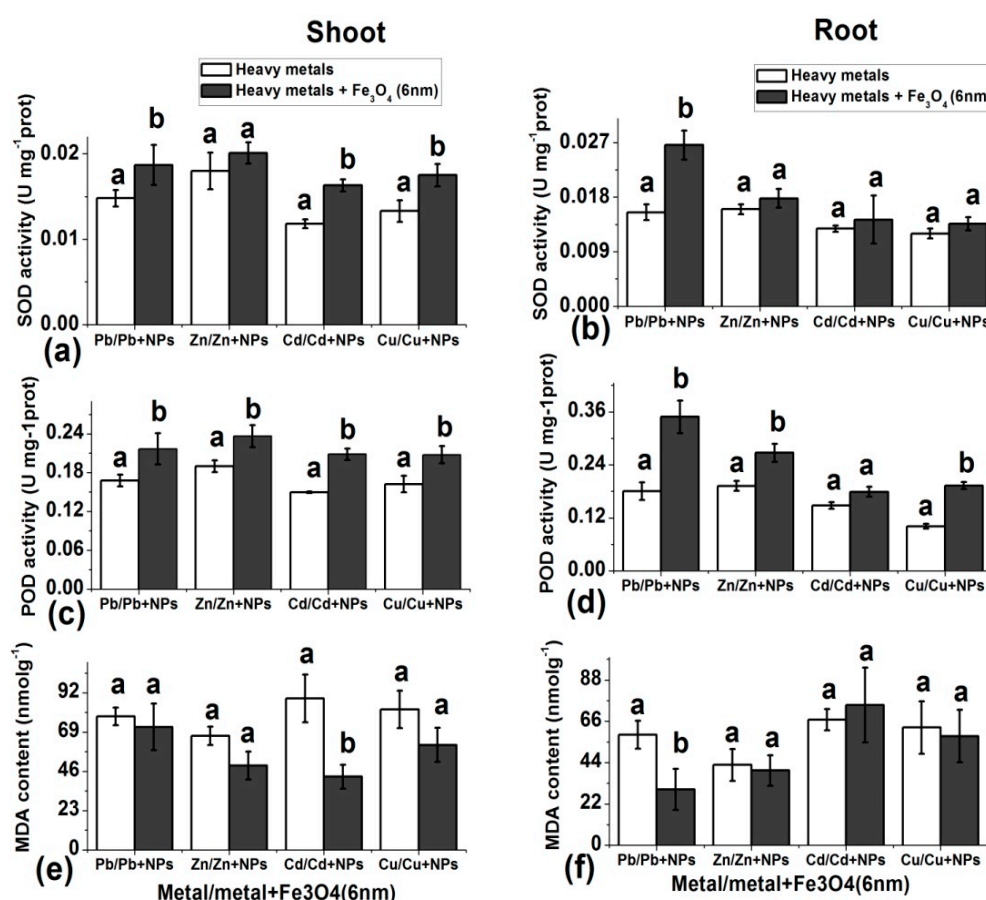 Shoot
Heavy metals
Heavy metals + Fe3O4 (6nm)
SOD activity (U mg-1prot)
0.02
0.01
0.00
a b a a a b a b
Pb/Pb+NPs Zn/Zn+NPs Cd/Cd+NPs Cu/Cu+NPs
(a)
Root
Heavy metals
Heavy metals + Fe3O4 (6nm
SOD activity (U mg-1prot)
0.027
0.018
0.009
0.000
a b a a a a a a
Pb/Pb+NPs Zn/Zn+NPs Cd/Cd+NPs Cu/Cu+NPs
(b)
POD activity (U mg-1prot)
0.24
0.18
0.12
0.06
0.00
a b a b a b a b
Pb/Pb+NPs Zn/Zn+NPs Cd/Cd+NPs Cu/Cu+NPs
(c)
POD activity (U mg-1prot)
0.36
0.24
0.12
0.00
a b a b a a a b
Pb/Pb+NPs Zn/Zn+NPs Cd/Cd+NPs Cu/Cu+NPs
(d)
MDA content (nmolg-1)
92
69
46
23
0
a a a a a b a a
Pb/Pb+NPs Zn/Zn+NPs Cd/Cd+NPs Cu/Cu+NPs
(e)
Metal/metal+Fe3O4(6nm)
MDA content (nmolg-1)
88
66
44
22
0
a b a a a a a a
Pb/Pb+NPs Zn/Zn+NPs Cd/Cd+NPs Cu/Cu+NPs
(f)
Metal/metal+Fe3O4(6nm)